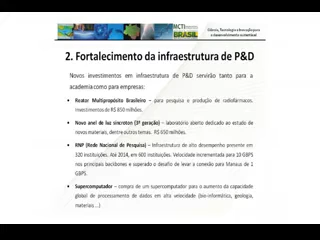 MCTI
BRASIL
Ciência, Tecnologia e Inovação para
o desenvolvimento sustentável
2. Fortalecimento da infraestrutura de P&D
Novos investimentos em infraestrutura de P&D servirão tanto para a
academia como para empresas:
• Reator Multipropósito Brasileiro – para pesquisa e produção de radiofármacos.
Investimentos de R$ 850 milhões.
• Novo anel de luz síncroton (3ª geração) – laboratório aberto dedicado ao estudo de
novos materiais, dentre outros temas. R$ 650 milhões.
• RNP (Rede Nacional de Pesquisa) – Infraestrutura de alto desempenho presente em
320 instituições. Até 2014, em 600 instituições. Velocidade incrementada para 10 GBPS
nos principais backbones e superado o desafio de levar a conexão para Manaus de 1
GBPS.
• Supercomputador – compra de um supercomputador para o aumento da capacidade
global de processamento de dados em alta velocidade (bio-informática, geologia,
materiais...)